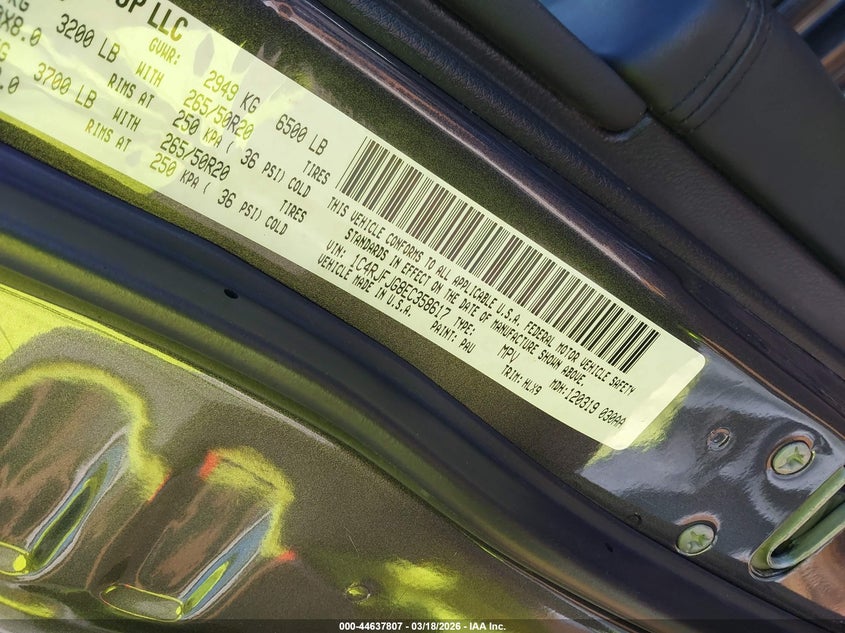 UP LLC
GVWR: 2949 KG 6500 LB
3200 LB WITH 265/50R20 TIRES
X8.0 RIMS AT 250 KPA ( 36 PSI) COLD
3700 LB WITH 265/50R20 TIRES
.0 RIMS AT 250 KPA ( 36 PSI) COLD
THIS VEHICLE CONFORMS TO ALL APPLICABLE U.S.A. FEDERAL MOTOR VEHICLE SAFETY
STANDARDS IN EFFECT ON THE DATE OF MANUFACTURE SHOWN ABOVE.
VIN: 1C4RJFJG8EC358617 TYPE: MPV MDH:120319 030AA
VEHICLE MADE IN U.S.A. PAINT: PAU TRIM: HLX9
000-44637807 — 03/18/2026 — IAA Inc.